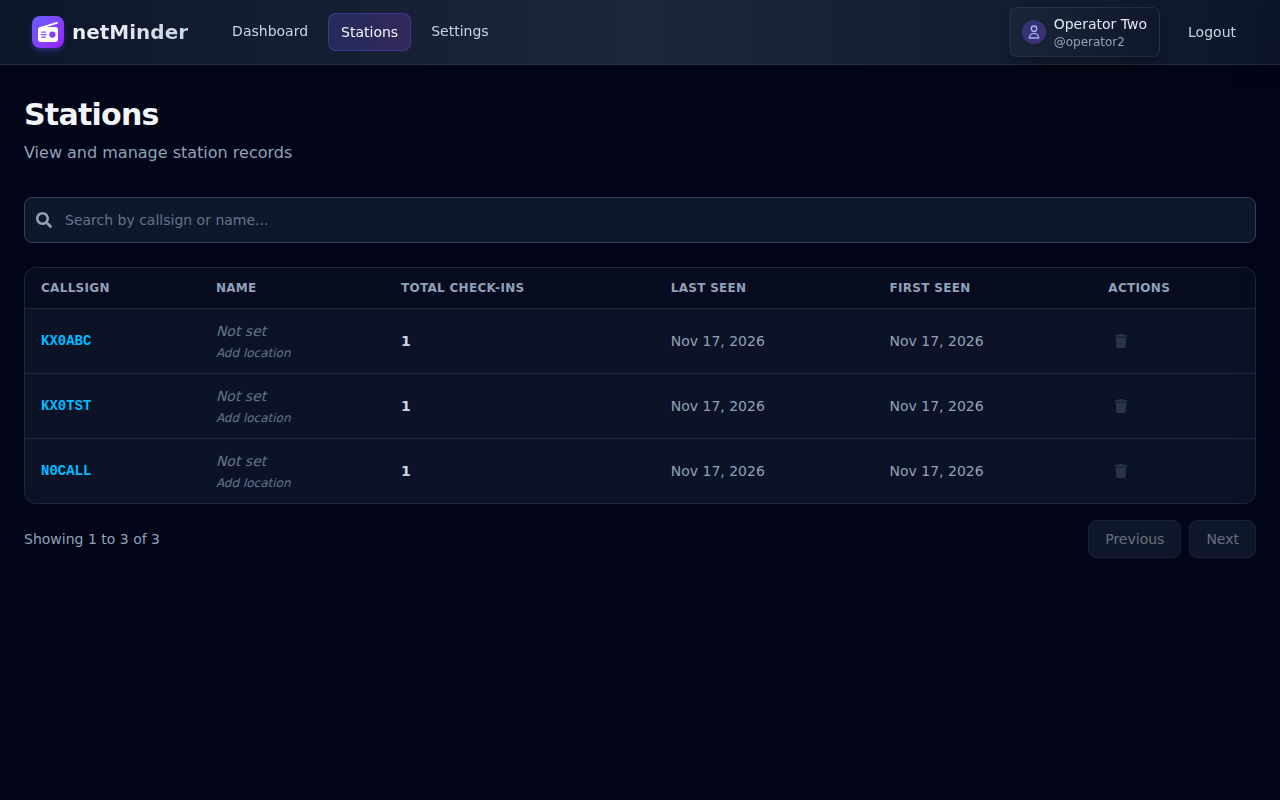 netMinder
Dashboard
Stations
Settings
Operator Two
@operator2
Logout
Stations
View and manage station records
Search by callsign or name...
CALLSIGN NAME TOTAL CHECK-INS LAST SEEN FIRST SEEN ACTIONS
KX0ABC Not set 1 Nov 17, 2026 Nov 17, 2026
Add location
KX0TST Not set 1 Nov 17, 2026 Nov 17, 2026
Add location
N0CALL Not set 1 Nov 17, 2026 Nov 17, 2026
Add location
Showing 1 to 3 of 3
Previous
Next